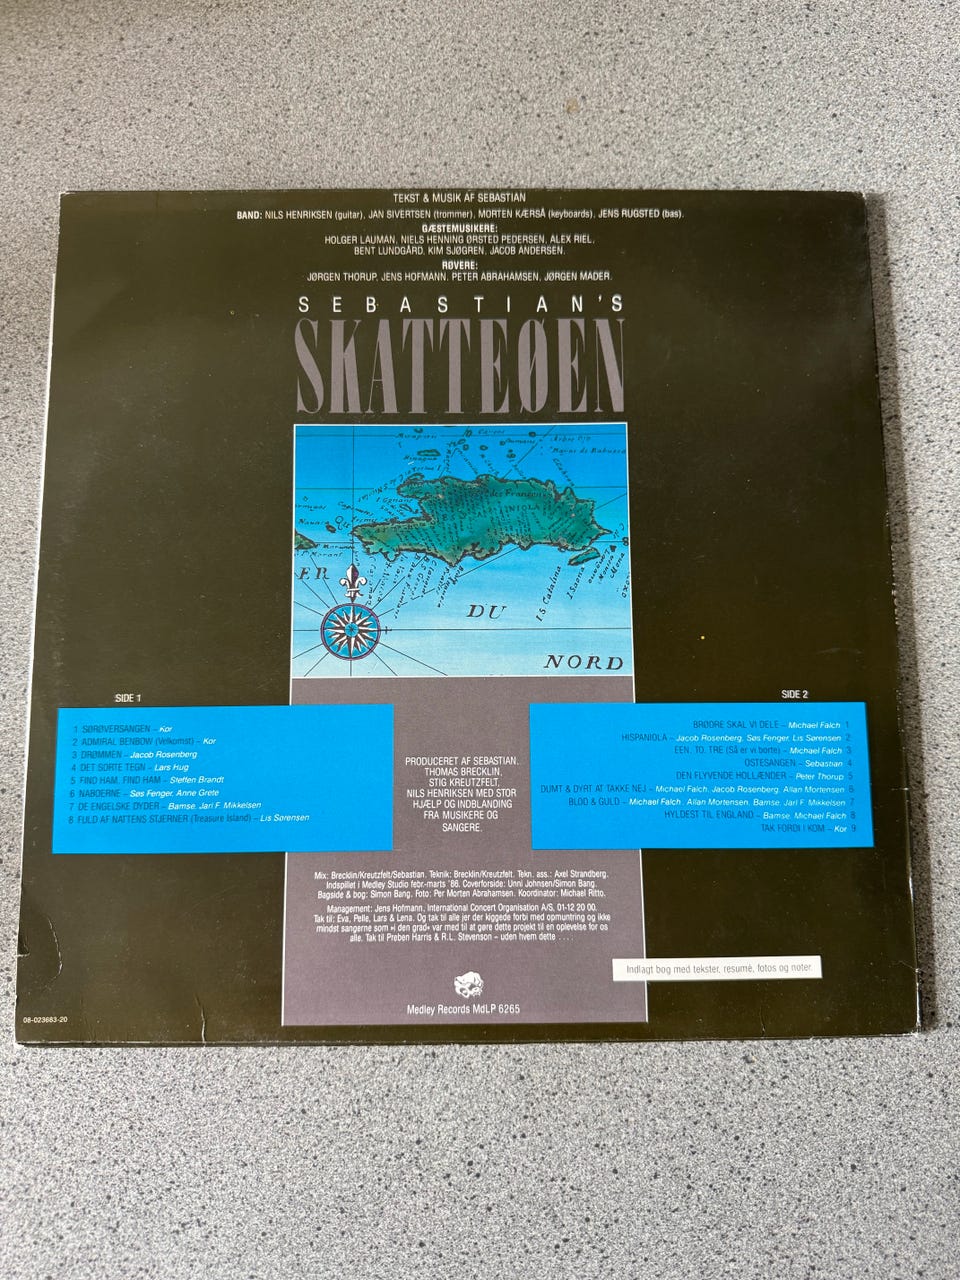 TEKST & MUSIK AF SEBASTIAN
BAND: NILS HENRIKSEN (guitar), JAN SIVERTSEN (trommer), MORTEN KÆRSÅ (keyboards), JENS RUGSTED (bas).
GÆSTEMUSIKERE:
HOLGER LAUMAN, NIELS HENNING ØRSTED PEDERSEN, ALEX RIEL,
BENT LUNDGÅRD, KIM SJØGREN, JACOB ANDERSEN.
RØVERE:
JØRGEN THORUP, JENS HOFMANN, PETER ABRAHAMSEN, JØRGEN MADER.
SEBASTIAN'S
SKATTEØEN
DU
NORD
SIDE 1
1 SØRØVERSANGEN – Kor
2 ADMIRAL BENBOW (Velkomst) – Kor
3 DRØMMEN – Jacob Rosenberg
4 DET SORTE TEGN – Lars Hug
5 FIND HAM, FIND HAM – Steffen Brandt
6 NABOERNE – Søs Fenger, Anne Grete
7 DE ENGELSKE DYDER – Bamse, Jarl F. Mikkelsen
8 FULD AF NATTENS STJERNER (Treasure Island) – Lis Sørensen
PRODUCERET AF SEBASTIAN,
THOMAS BRECKLIN,
STIG KREUTZFELT,
NILS HENRIKSEN MED STOR
HJÆLP OG INDBLANDING
FRA MUSIKERE OG
SANGERE.
SIDE 2
BRØDRE SKAL VI DELE – Michael Falch 1
HISPANIOLA – Jacob Rosenberg, Søs Fenger, Lis Sørensen 2
EEN, TO, TRE (Så er vi borte) – Michael Falch 3
OSTESANGEN – Sebastian 4
DEN FLYVENDE HOLLÆNDER – Peter Thorup 5
DUMT & DYRT AT TAKKE NEJ – Michael Falch, Jacob Rosenberg, Allan Mortensen 6
BLOD & GULD – Michael Falch, Allan Mortensen, Bamse, Jarl F. Mikkelsen 7
HYLDEST TIL ENGLAND – Bamse, Michael Falch 8
TAK FORDI I KOM – Kor 9
Mix: Brecklin/Kreutzfelt/Sebastian. Teknik: Brecklin/Kreutzfelt. Tekn. ass.: Axel Strandberg.
Indspillet i Medley Studio febr.-marts '86. Coverforside: Unni Johnsen/Simon Bang.
Bagside & bog: Simon Bang. Foto: Per Morten Abrahamsen. Koordinator: Michael Ritto.
Management: Jens Hofmann, International Concert Organisation A/S, 01-12 20 00.
Tak til: Eva, Pelle, Lars & Lena. Og tak til alle jer der kiggede forbi med opmuntring og ikke
mindst sangerne som »i den grad« var med til at gøre dette projekt til en oplevelse for os
alle. Tak til Preben Harris & R.L. Stevenson – uden hvem dette . . . .
Indlagt bog med tekster, resumé, fotos og noter.
Medley Records MdLP 6265
08-023683-20